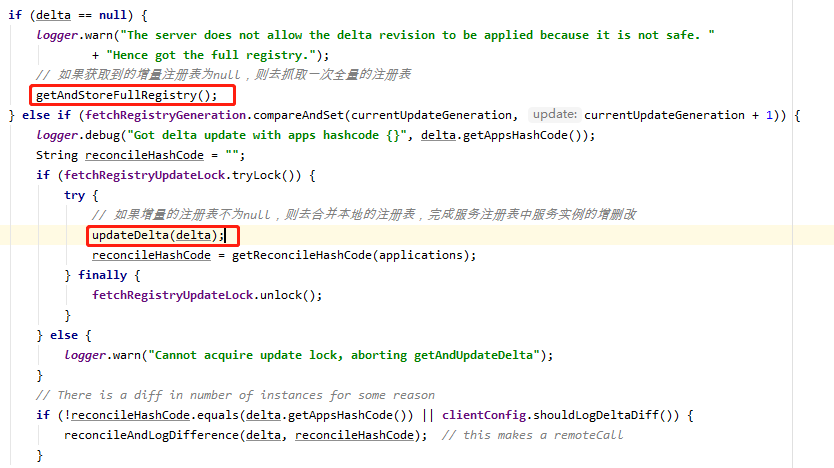 if (delta == null) {
logger.warn("The server does not allow the delta revision to be applied because it is not safe. "
+ "Hence got the full registry.");
// 如果获取到的增量注册表为null，则去抓取一次全量的注册表
getAndStoreFullRegistry();
} else if (fetchRegistryGeneration.compareAndSet(currentUpdateGeneration, update: currentUpdateGeneration + 1)) {
logger.debug("Got delta update with apps hashcode {}", delta.getAppsHashCode());
String reconcileHashCode = "";
if (fetchRegistryUpdateLock.tryLock()) {
try {
// 如果增量的注册表不为null，则去合并本地的注册表，完成服务注册表中服务实例的增删改
updateDelta(delta);
reconcileHashCode = getReconcileHashCode(applications);
} finally {
fetchRegistryUpdateLock.unlock();
}
} else {
logger.warn("Cannot acquire update lock, aborting getAndUpdateDelta");
}
// There is a diff in number of instances for some reason
if (!reconcileHashCode.equals(delta.getAppsHashCode()) || clientConfig.shouldLogDeltaDiff()) {
reconcileAndLogDifference(delta, reconcileHashCode); // this makes a remoteCall
}